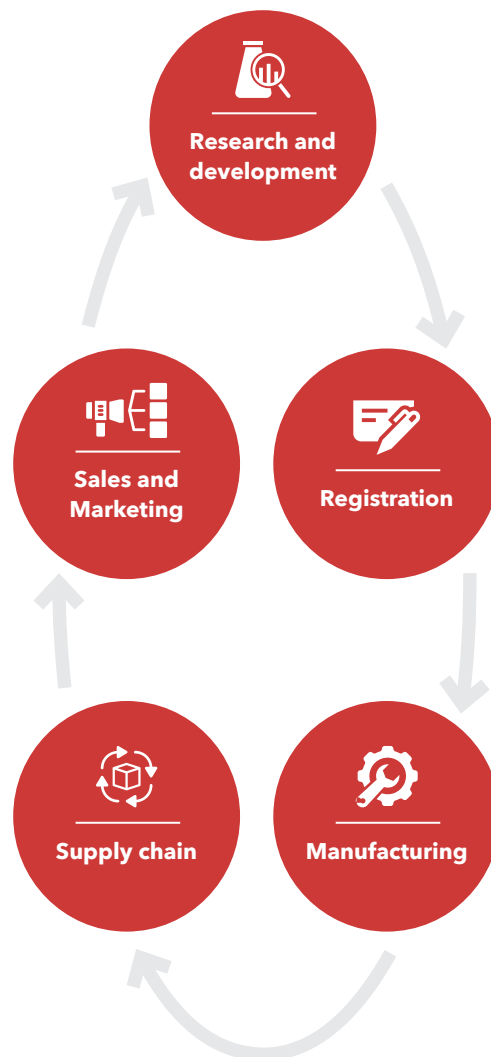 Research and
development
Sales and
Marketing
Registration
Supply chain
Manufacturing